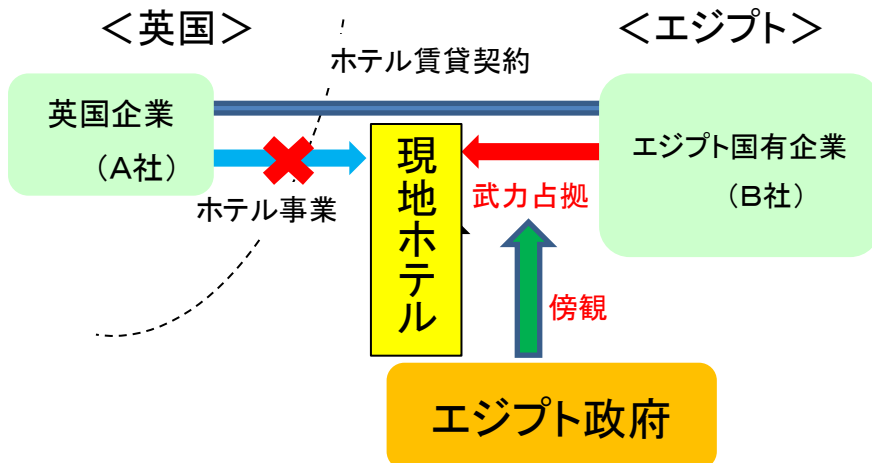 ＜英国＞
＜エジプト＞
ホテル賃貸契約
英国企業
（A社）
エジプト国有企業
（B社）
現地ホテル
ホテル事業
武力占拠
傍観
エジプト政府